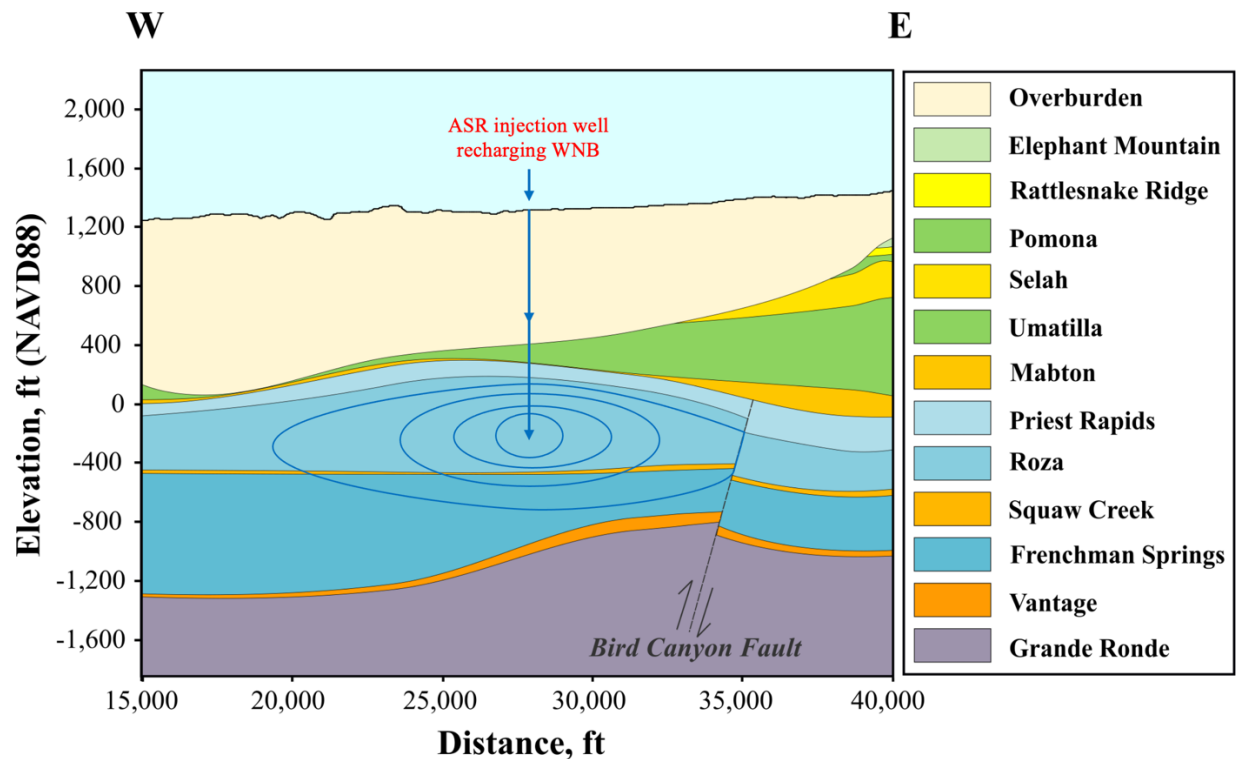 W
E
2,000
1,600
1,200
800
400
0
-400
-800
-1,200
-1,600
Elevation, ft (NAVD88)
ASR injection well
recharging WNB
Bird Canyon Fault
15,000
20,000
25,000
30,000
35,000
40,000
Distance, ft
Overburden
Elephant Mountain
Rattlesnake Ridge
Pomona
Selah
Umatilla
Mabton
Priest Rapids
Roza
Squaw Creek
Frenchman Springs
Vantage
Grande Ronde